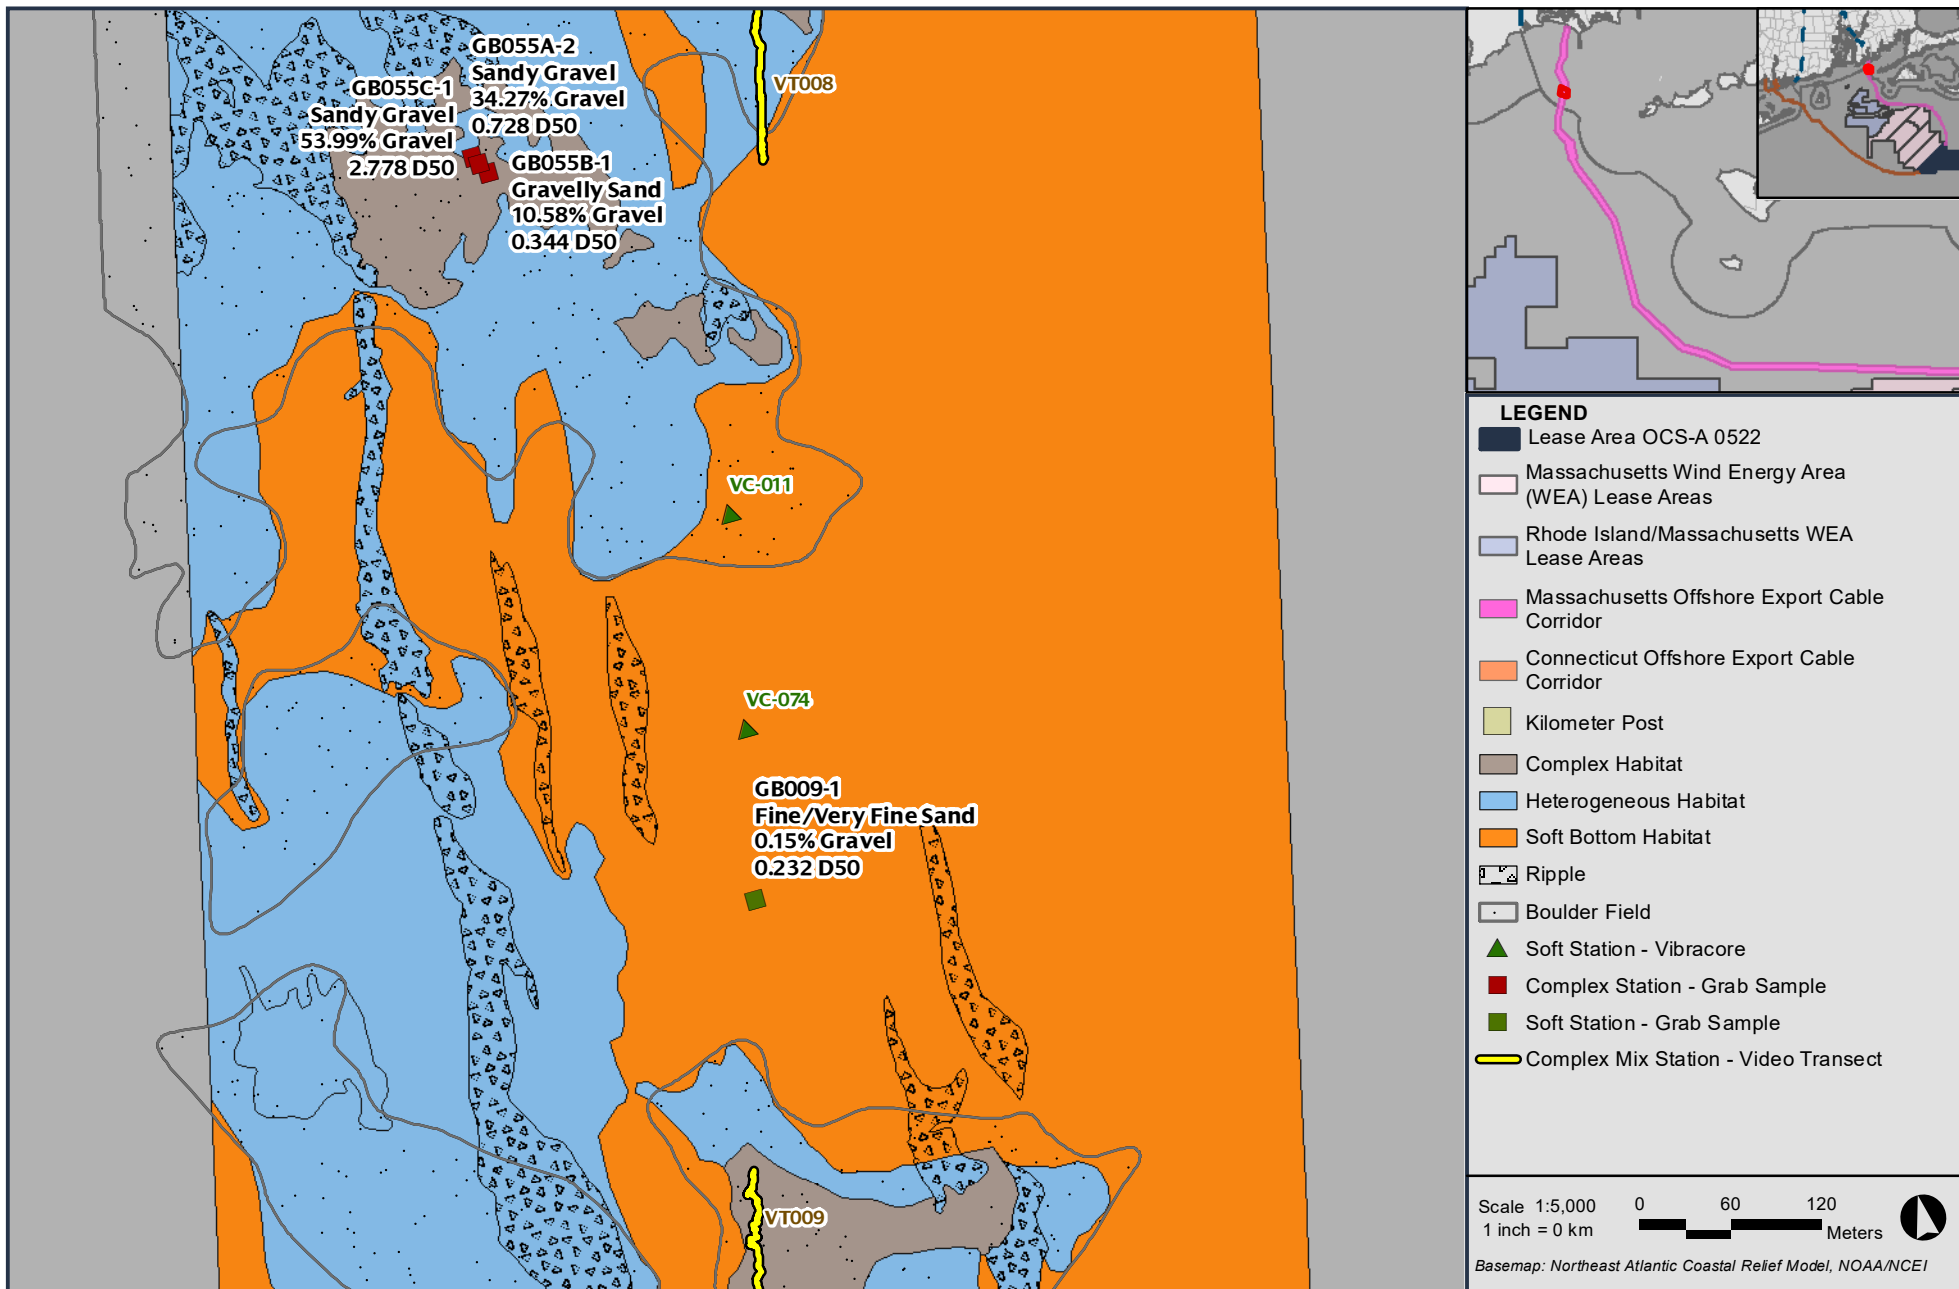 GB055A-2
Sandy Gravel
34.27% Gravel
0.728 D50
GB055C-1
Sandy Gravel
53.99% Gravel
2.778 D50
GB055B-1
Gravelly Sand
10.58% Gravel
0.344 D50
VT008
VC-011
VC-074
GB009-1
Fine/Very Fine Sand
0.15% Gravel
0.232 D50
VT009
LEGEND
Lease Area OCS-A 0522
Massachusetts Wind Energy Area
(WEA) Lease Areas
Rhode Island/Massachusetts WEA
Lease Areas
Massachusetts Offshore Export Cable
Corridor
Connecticut Offshore Export Cable
Corridor
Kilometer Post
Complex Habitat
Heterogeneous Habitat
Soft Bottom Habitat
Ripple
Boulder Field
Soft Station - Vibracore
Complex Station - Grab Sample
Soft Station - Grab Sample
Complex Mix Station - Video Transect
Scale 1:5,000
1 inch = 0 km
0 60 120
Meters
Basemap: Northeast Atlantic Coastal Relief Model, NOAA/NCEI